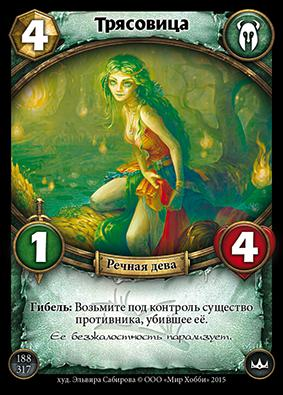 4
Трясовица
1
4
Речная дева
Гибель: Возьмите под контроль существо
противника, убившее её.
Ее безжалостность парализует.
188
317
худ. Эльвира Сабирова © ООО «Мир Хобби» 2015